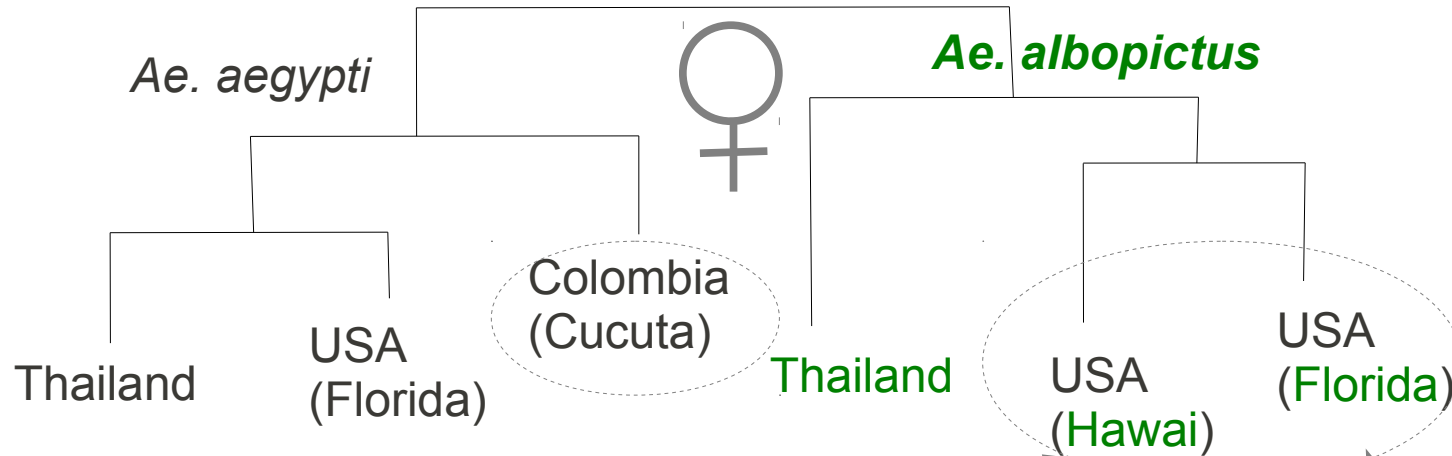 Ae. aegypti
Ae. albopictus
Thailand
USA
(Florida)
Colombia
(Cucuta)
Thailand
USA
(Hawai)
USA
(Florida)